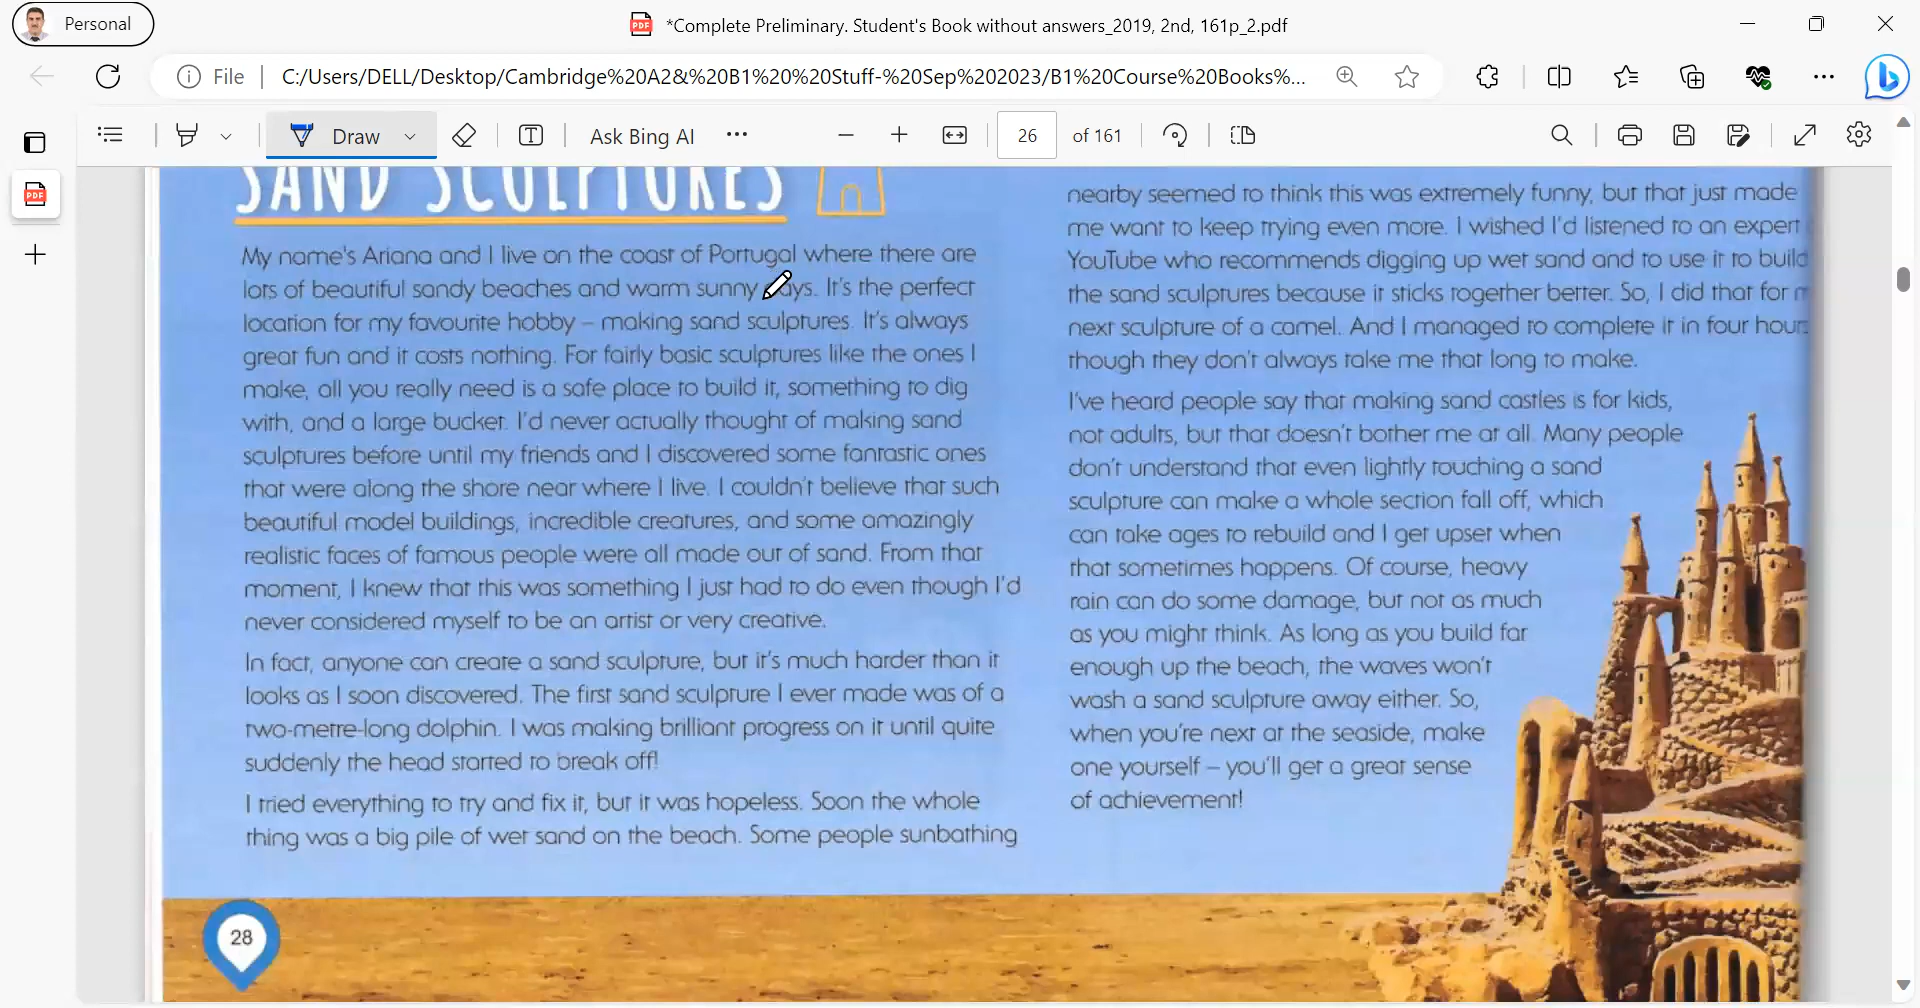 Personal
*Complete Preliminary. Student's Book without answers_2019, 2nd, 161p_2.pdf
File
C:/Users/DELL/Desktop/Cambridge%20A2&%20B1%20%20Stuff-%20Sep%202023/B1%20Course%20Books%...
Draw
Ask Bing AI
26
of 161
SAND SCULPTURES
My name's Ariana and I live on the coast of Portugal where there are
lots of beautiful sandy beaches and warm sunny days. It's the perfect
location for my favourite hobby – making sand sculptures. It's always
great fun and it costs nothing. For fairly basic sculptures like the ones I
make, all you really need is a safe place to build it, something to dig
with, and a large bucket. I'd never actually thought of making sand
sculptures before until my friends and I discovered some fantastic ones
that were along the shore near where I live. I couldn't believe that such
beautiful model buildings, incredible creatures, and some amazingly
realistic faces of famous people were all made out of sand. From that
moment, I knew that this was something I just had to do even though I'd
never considered myself to be an artist or very creative.
In fact, anyone can create a sand sculpture, but it's much harder than it
looks as I soon discovered. The first sand sculpture I ever made was of a
two-metre-long dolphin. I was making brilliant progress on it until quite
suddenly the head started to break off!
I tried everything to try and fix it, but it was hopeless. Soon the whole
thing was a big pile of wet sand on the beach. Some people sunbathing
nearby seemed to think this was extremely funny, but that just made
me want to keep trying even more. I wished I'd listened to an expert
YouTube who recommends digging up wet sand and to use it to build
the sand sculptures because it sticks together better. So, I did that for
next sculpture of a camel. And I managed to complete it in four hours
though they don't always take me that long to make.
I've heard people say that making sand castles is for kids,
not adults, but that doesn't bother me at all. Many people
don't understand that even lightly touching a sand
sculpture can make a whole section fall off, which
can take ages to rebuild and I get upset when
that sometimes happens. Of course, heavy
rain can do some damage, but not as much
as you might think. As long as you build far
enough up the beach, the waves won't
wash a sand sculpture away either. So,
when you're next at the seaside, make
one yourself – you'll get a great sense
of achievement!
28